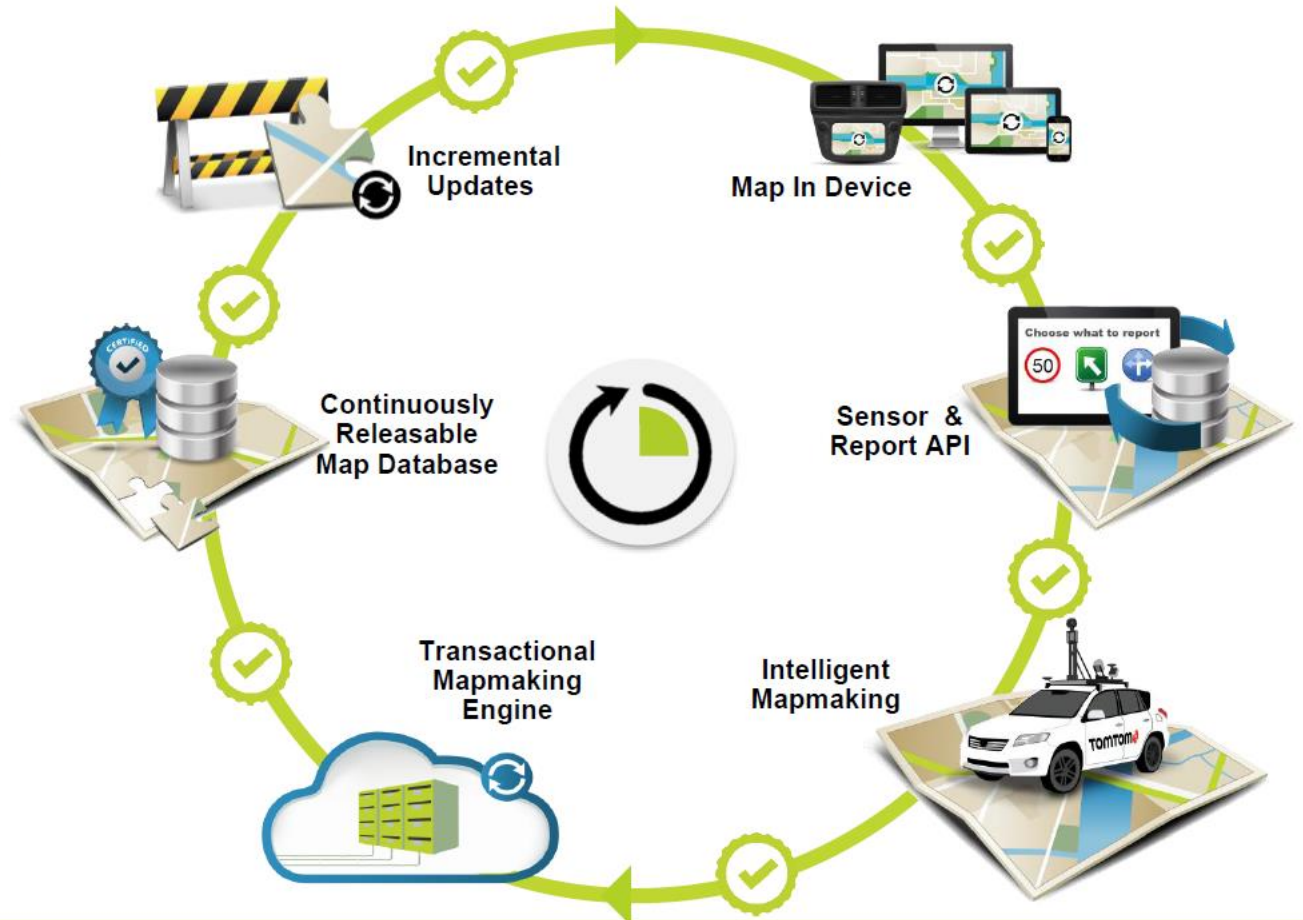 Incremental
Updates
Map In Device
CERTIFIED
Continuously
Releasable
Map Database
Choose what to report
50
Sensor & 
Report API
Transactional
Mapmaking
Engine
Intelligent
Mapmaking
TOMTOM